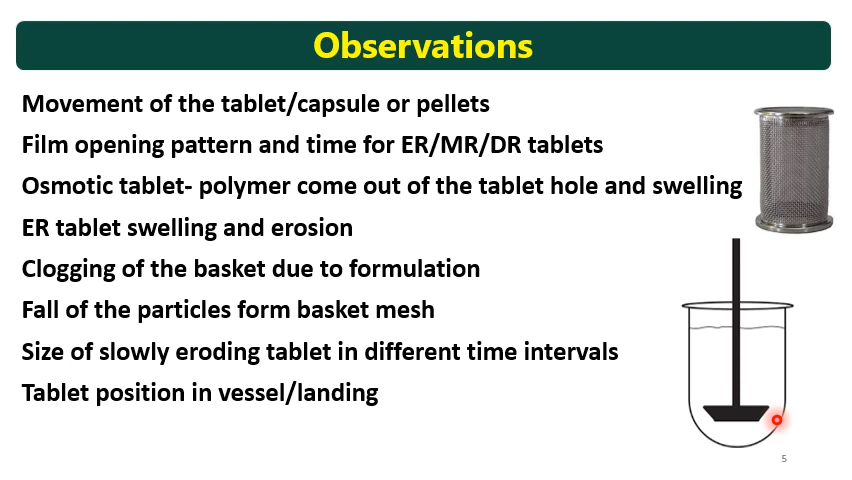 Observations
Movement of the tablet/capsule or pellets
Film opening pattern and time for ER/MR/DR tablets
Osmotic tablet- polymer come out of the tablet hole and swelling
ER tablet swelling and erosion
Clogging of the basket due to formulation
Fall of the particles form basket mesh
Size of slowly eroding tablet in different time intervals
Tablet position in vessel/landing
5